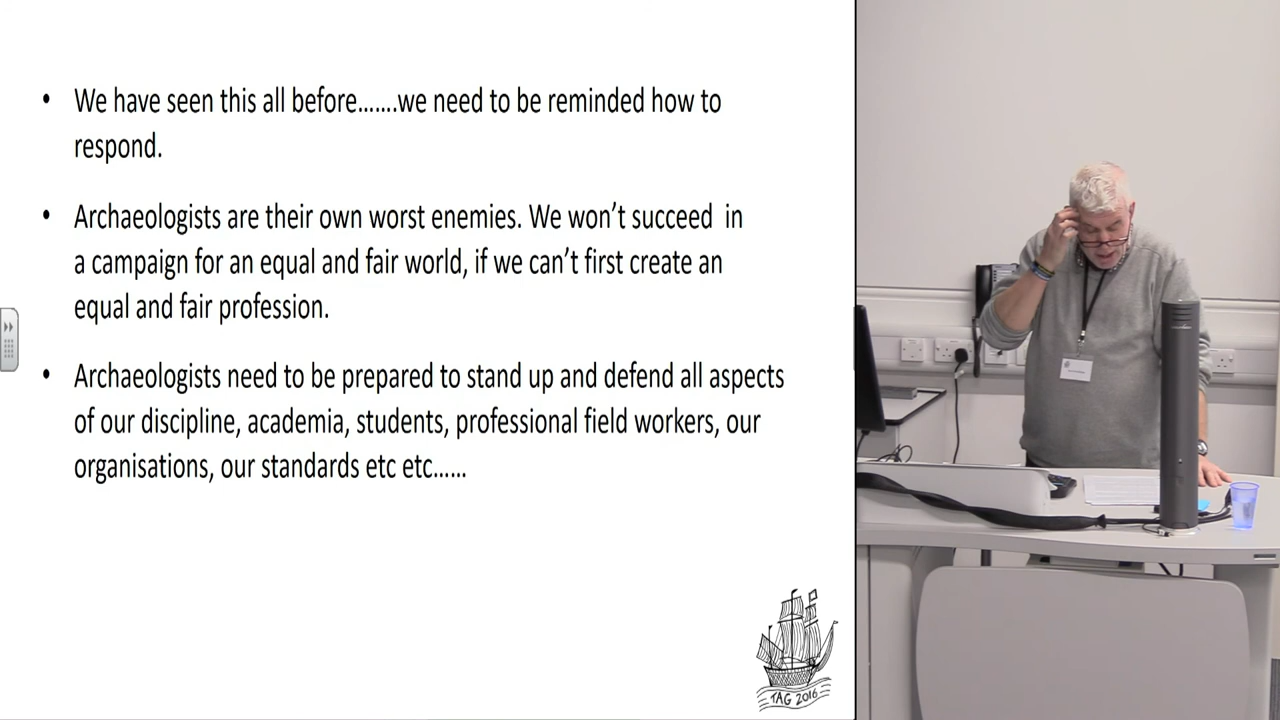 • We have seen this all before.......we need to be reminded how to
respond.
• Archaeologists are their own worst enemies. We won't succeed in
a campaign for an equal and fair world, if we can't first create an
equal and fair profession.
• Archaeologists need to be prepared to stand up and defend all aspects
of our discipline, academia, students, professional field workers, our
organisations, our standards etc etc......
TAG 2016